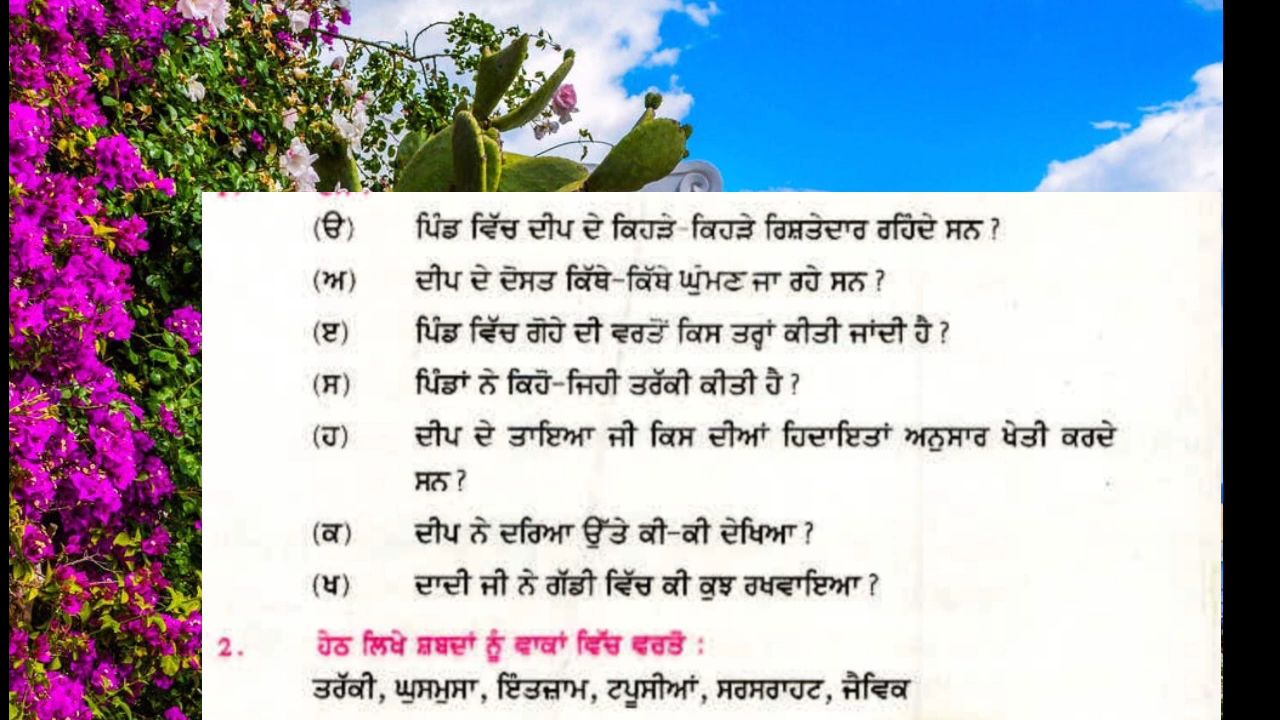 (ੳ) ਪਿੰਡ ਵਿੱਚ ਦੀਪ ਦੇ ਕਿਹੜੇ-ਕਿਹੜੇ ਰਿਸ਼ਤੇਦਾਰ ਰਹਿੰਦੇ ਸਨ ?
(ਅ) ਦੀਪ ਦੇ ਦੋਸਤ ਕਿੱਥੇ-ਕਿੱਥੇ ਘੁੰਮਣ ਜਾ ਰਹੇ ਸਨ ?
(ੲ) ਪਿੰਡ ਵਿੱਚ ਗੋਹੇ ਦੀ ਵਰਤੋਂ ਕਿਸ ਤਰ੍ਹਾਂ ਕੀਤੀ ਜਾਂਦੀ ਹੈ ?
(ਸ) ਪਿੰਡਾਂ ਨੇ ਕਿਹੋ-ਜਿਹੀ ਤਰੱਕੀ ਕੀਤੀ ਹੈ ?
(ਹ) ਦੀਪ ਦੇ ਤਾਇਆ ਜੀ ਕਿਸ ਦੀਆਂ ਹਿਦਾਇਤਾਂ ਅਨੁਸਾਰ ਖੇਤੀ ਕਰਦੇ
ਸਨ ?
(ਕ) ਦੀਪ ਨੇ ਦਰਿਆ ਉੱਤੇ ਕੀ-ਕੀ ਦੇਖਿਆ ?
(ਖ) ਦਾਦੀ ਜੀ ਨੇ ਗੱਡੀ ਵਿੱਚ ਕੀ ਕੁਝ ਰਖਵਾਇਆ ?
2. ਹੇਠ ਲਿਖੇ ਸ਼ਬਦਾਂ ਨੂੰ ਵਾਕਾਂ ਵਿੱਚ ਵਰਤੋ :
ਤਰੱਕੀ, ਘੁਸਮੁਸਾ, ਇੰਤਜ਼ਾਮ, ਟਪੂਸੀਆਂ, ਸਰਸਰਾਹਟ, ਜੈਵਿਕ